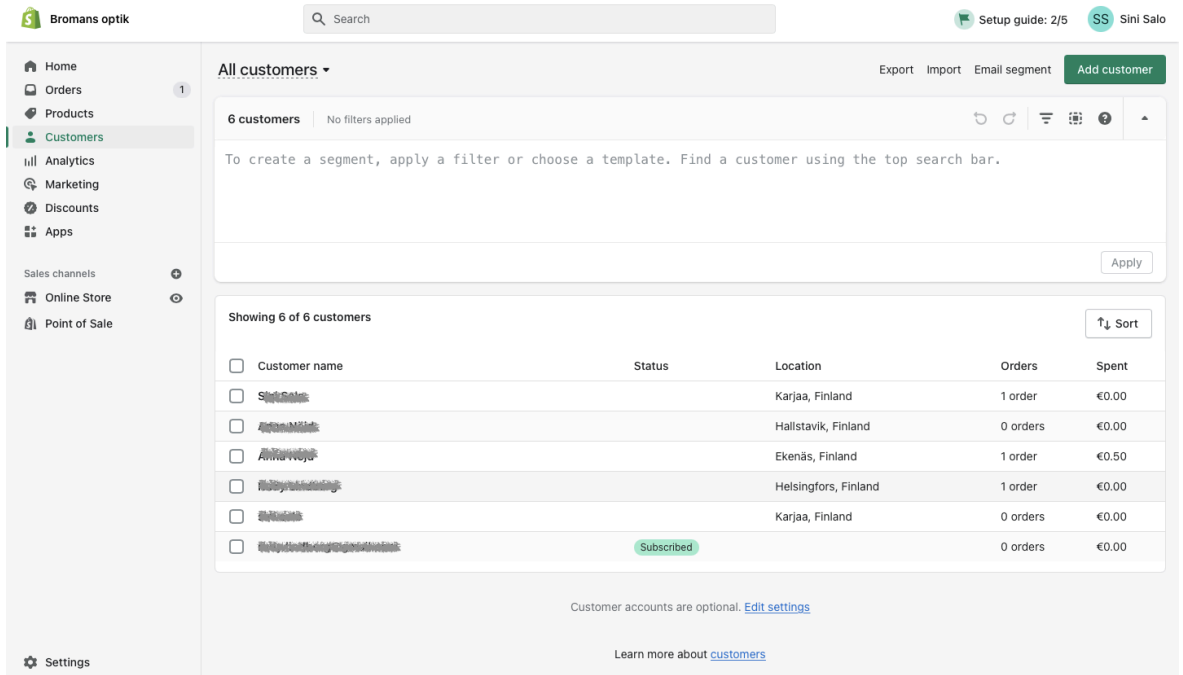 Bromans optik
Search
Setup guide: 2/5
SS
Sini Salo
Home
Orders
1
Products
Customers
Analytics
Marketing
Discounts
Apps
Sales channels
Online Store
Point of Sale
Settings
All customers
Export Import Email segment Add customer
6 customers No filters applied
To create a segment, apply a filter or choose a template. Find a customer using the top search bar.
Apply
Showing 6 of 6 customers
Sort
Customer name Status Location Orders Spent
Karjaa, Finland 1 order €0.00
Hallstavik, Finland 0 orders €0.00
Ekenäs, Finland 1 order €0.50
Helsingfors, Finland 1 order €0.00
Karjaa, Finland 0 orders €0.00
Subscribed 0 orders €0.00
Customer accounts are optional. Edit settings
Learn more about customers